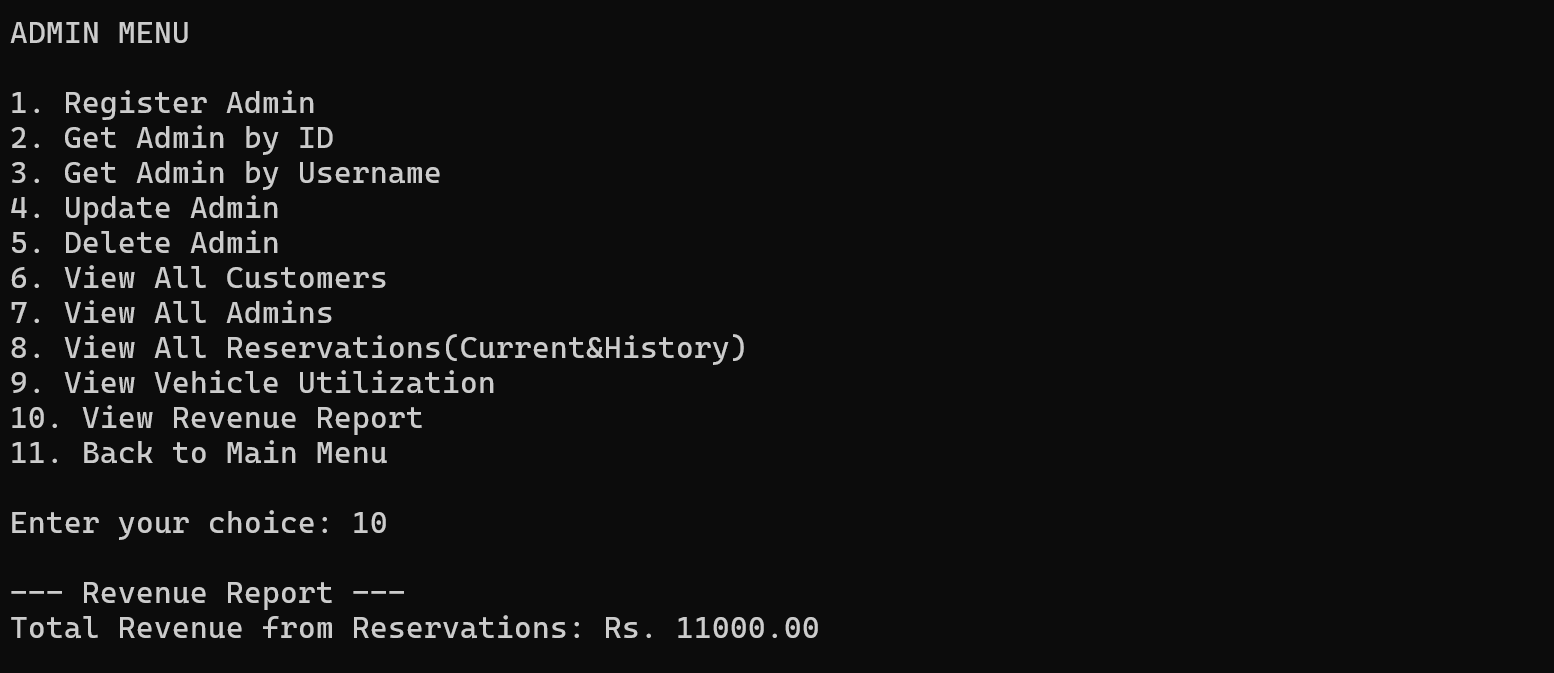 ADMIN MENU
1. Register Admin
2. Get Admin by ID
3. Get Admin by Username
4. Update Admin
5. Delete Admin
6. View All Customers
7. View All Admins
8. View All Reservations(Current&History)
9. View Vehicle Utilization
10. View Revenue Report
11. Back to Main Menu
Enter your choice: 10
--- Revenue Report ---
Total Revenue from Reservations: Rs. 11000.00